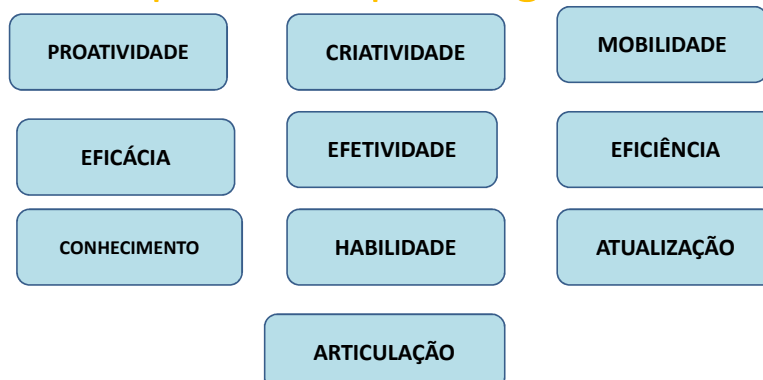 PROATIVIDADE
CRIATIVIDADE
MOBILIDADE
EFICÁCIA
EFETIVIDADE
EFICIÊNCIA
CONHECIMENTO
HABILIDADE
ATUALIZAÇÃO
ARTICULAÇÃO